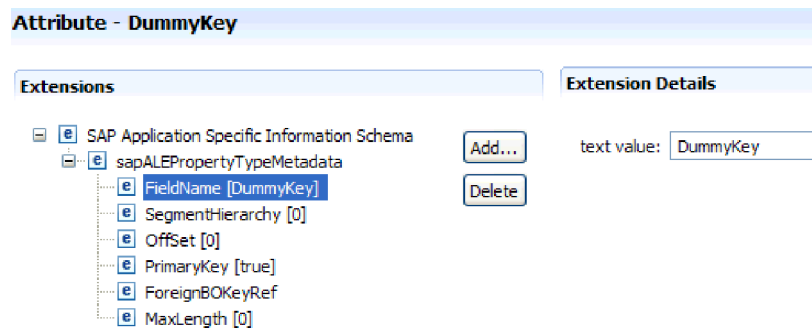 Attribute - DummyKey
Extensions
Extension Details
e SAP Application Specific Information Schema
Add...
text value: DummyKey
e sapALEPropertyTypeMetadata
e FieldName [DummyKey]
Delete
e SegmentHierarchy [0]
e OffSet [0]
e PrimaryKey [true]
e ForeignBOKeyRef
e MaxLength [0]